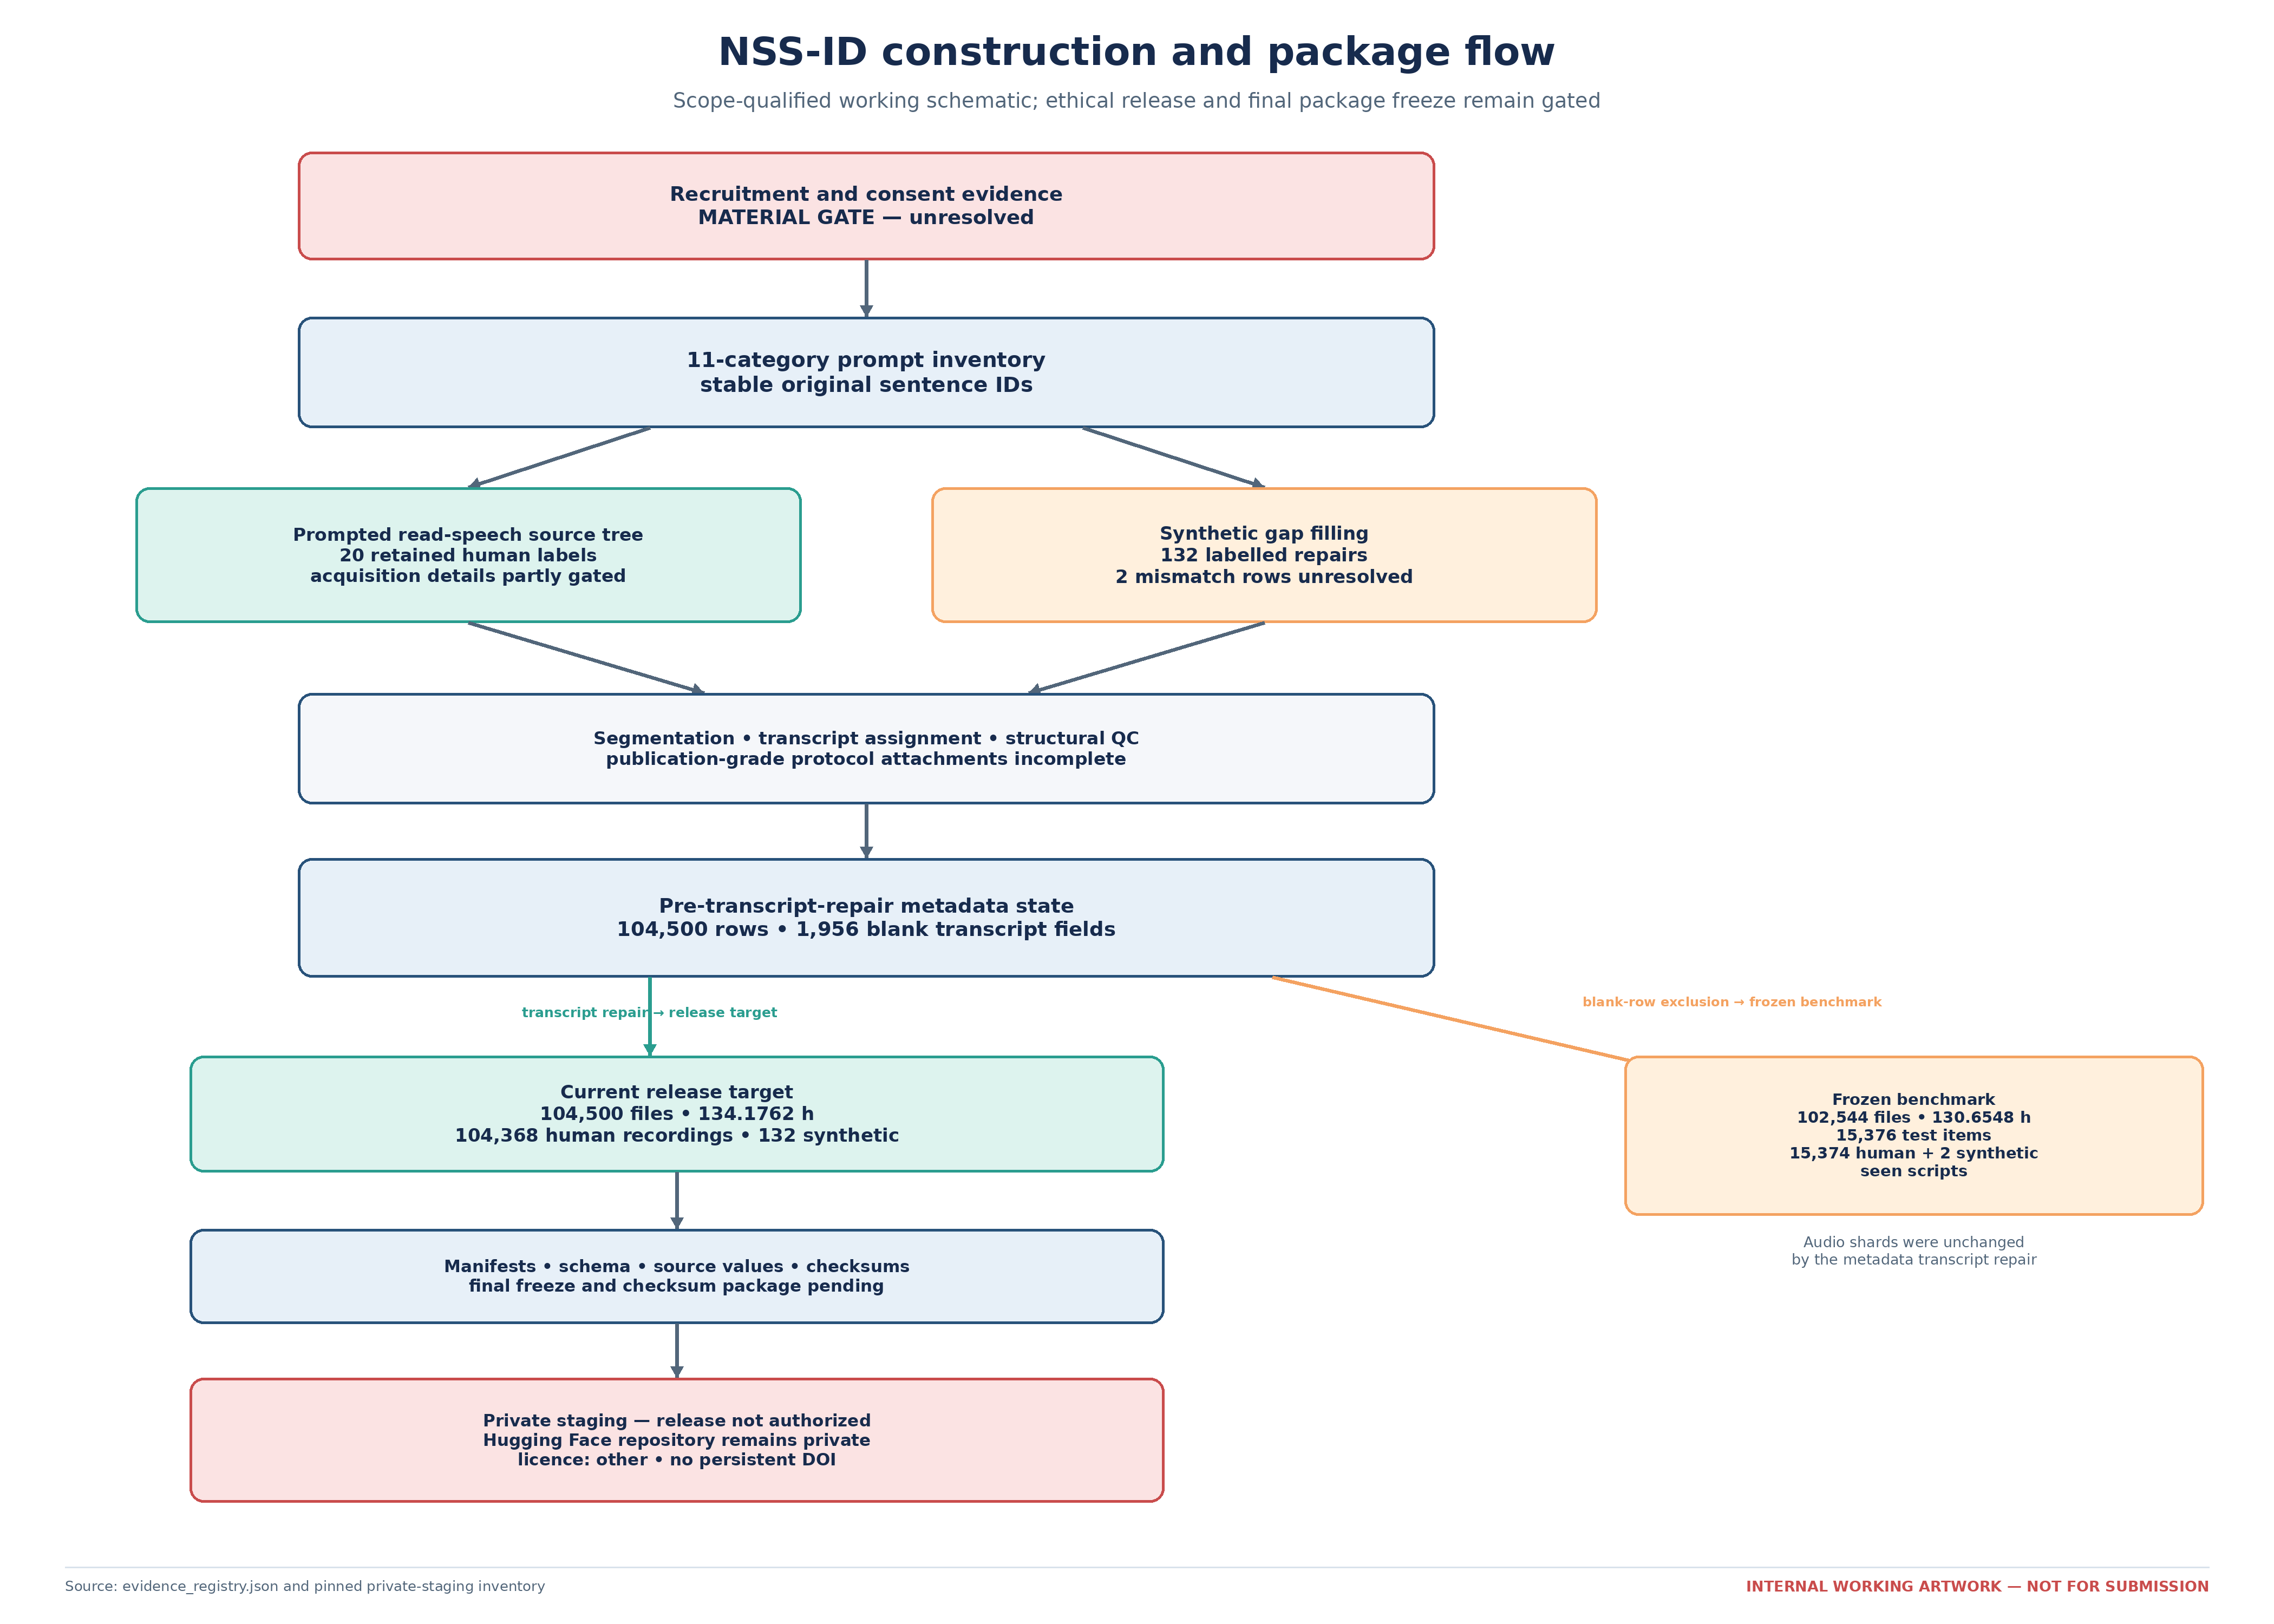 NSS-ID construction and package flow
Scope-qualified working schematic; ethical release and final package freeze remain gated
Recruitment and consent evidence
MATERIAL GATE — unresolved
11-category prompt inventory
stable original sentence IDs
Prompted read-speech source tree
20 retained human labels
acquisition details partly gated
Synthetic gap filling
132 labelled repairs
2 mismatch rows unresolved
Segmentation • transcript assignment • structural QC
publication-grade protocol attachments incomplete
Pre-transcript-repair metadata state
104,500 rows • 1,956 blank transcript fields
transcript repair → release target
blank-row exclusion → frozen benchmark
Current release target
104,500 files • 134.1762 h
104,368 human recordings • 132 synthetic
Frozen benchmark
102,544 files • 130.6548 h
15,376 test items
15,374 human + 2 synthetic
seen scripts
Audio shards were unchanged
by the metadata transcript repair
Manifests • schema • source values • checksums
final freeze and checksum package pending
Private staging — release not authorized
Hugging Face repository remains private
licence: other • no persistent DOI
Source: evidence_registry.json and pinned private-staging inventory
INTERNAL WORKING ARTWORK — NOT FOR SUBMISSION